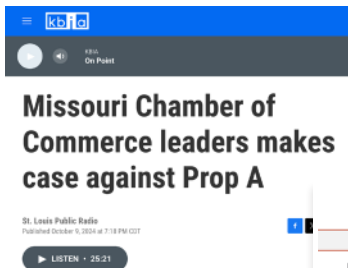 kbia
KBIA
On Point
Missouri Chamber of
Commerce leaders makes
case against Prop A
St. Louis Public Radio
Published October 9, 2024 at 7:18 PM CDT
f
LISTEN • 25:21